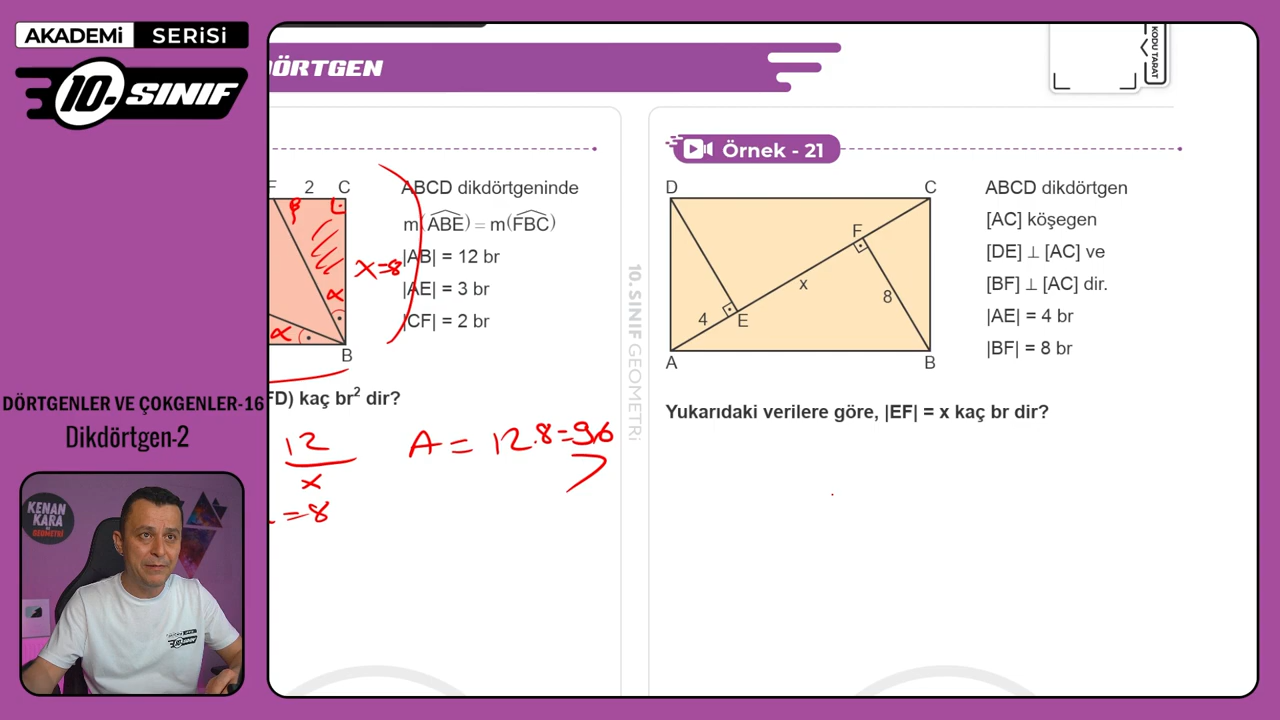 AKADEMİ SERİSİ
10. SINIF
DÖRTGENLER VE ÇOKGENLER-16
Dikdörtgen-2
KENAN
KARA
GEOMETRİ
10.SINIF
DÖRTGEN
KODU TARAT
F 2 C
β
x=8
α
α
B
ABCD dikdörtgeninde
m(ABE) = m(FBC)
|AB| = 12 br
|AE| = 3 br
|CF| = 2 br
FD) kaç br² dir?
12
x
=8
A = 12.8=96
10. SINIF GEOMETRİ
Örnek - 21
D C
F
x
8
4
E
A B
ABCD dikdörtgen
[AC] köşegen
[DE] ⊥ [AC] ve
[BF] ⊥ [AC] dir.
|AE| = 4 br
|BF| = 8 br
Yukarıdaki verilere göre, |EF| = x kaç br dir?